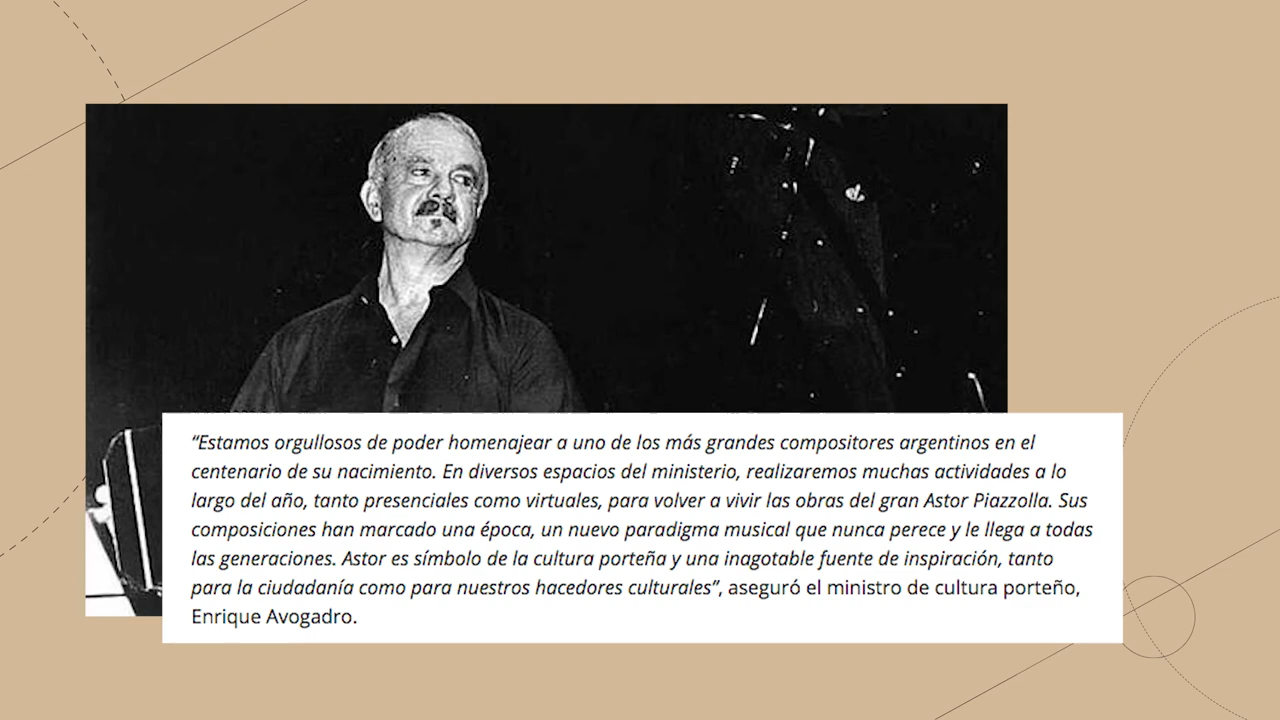 “Estamos orgullosos de poder homenajear a uno de los más grandes compositores argentinos en el
centenario de su nacimiento. En diversos espacios del ministerio, realizaremos muchas actividades a lo
largo del año, tanto presenciales como virtuales, para volver a vivir las obras del gran Astor Piazzolla. Sus
composiciones han marcado una época, un nuevo paradigma musical que nunca perece y le llega a todas
las generaciones. Astor es símbolo de la cultura porteña y una inagotable fuente de inspiración, tanto
para la ciudadanía como para nuestros hacedores culturales”, aseguró el ministro de cultura porteño,
Enrique Avogadro.